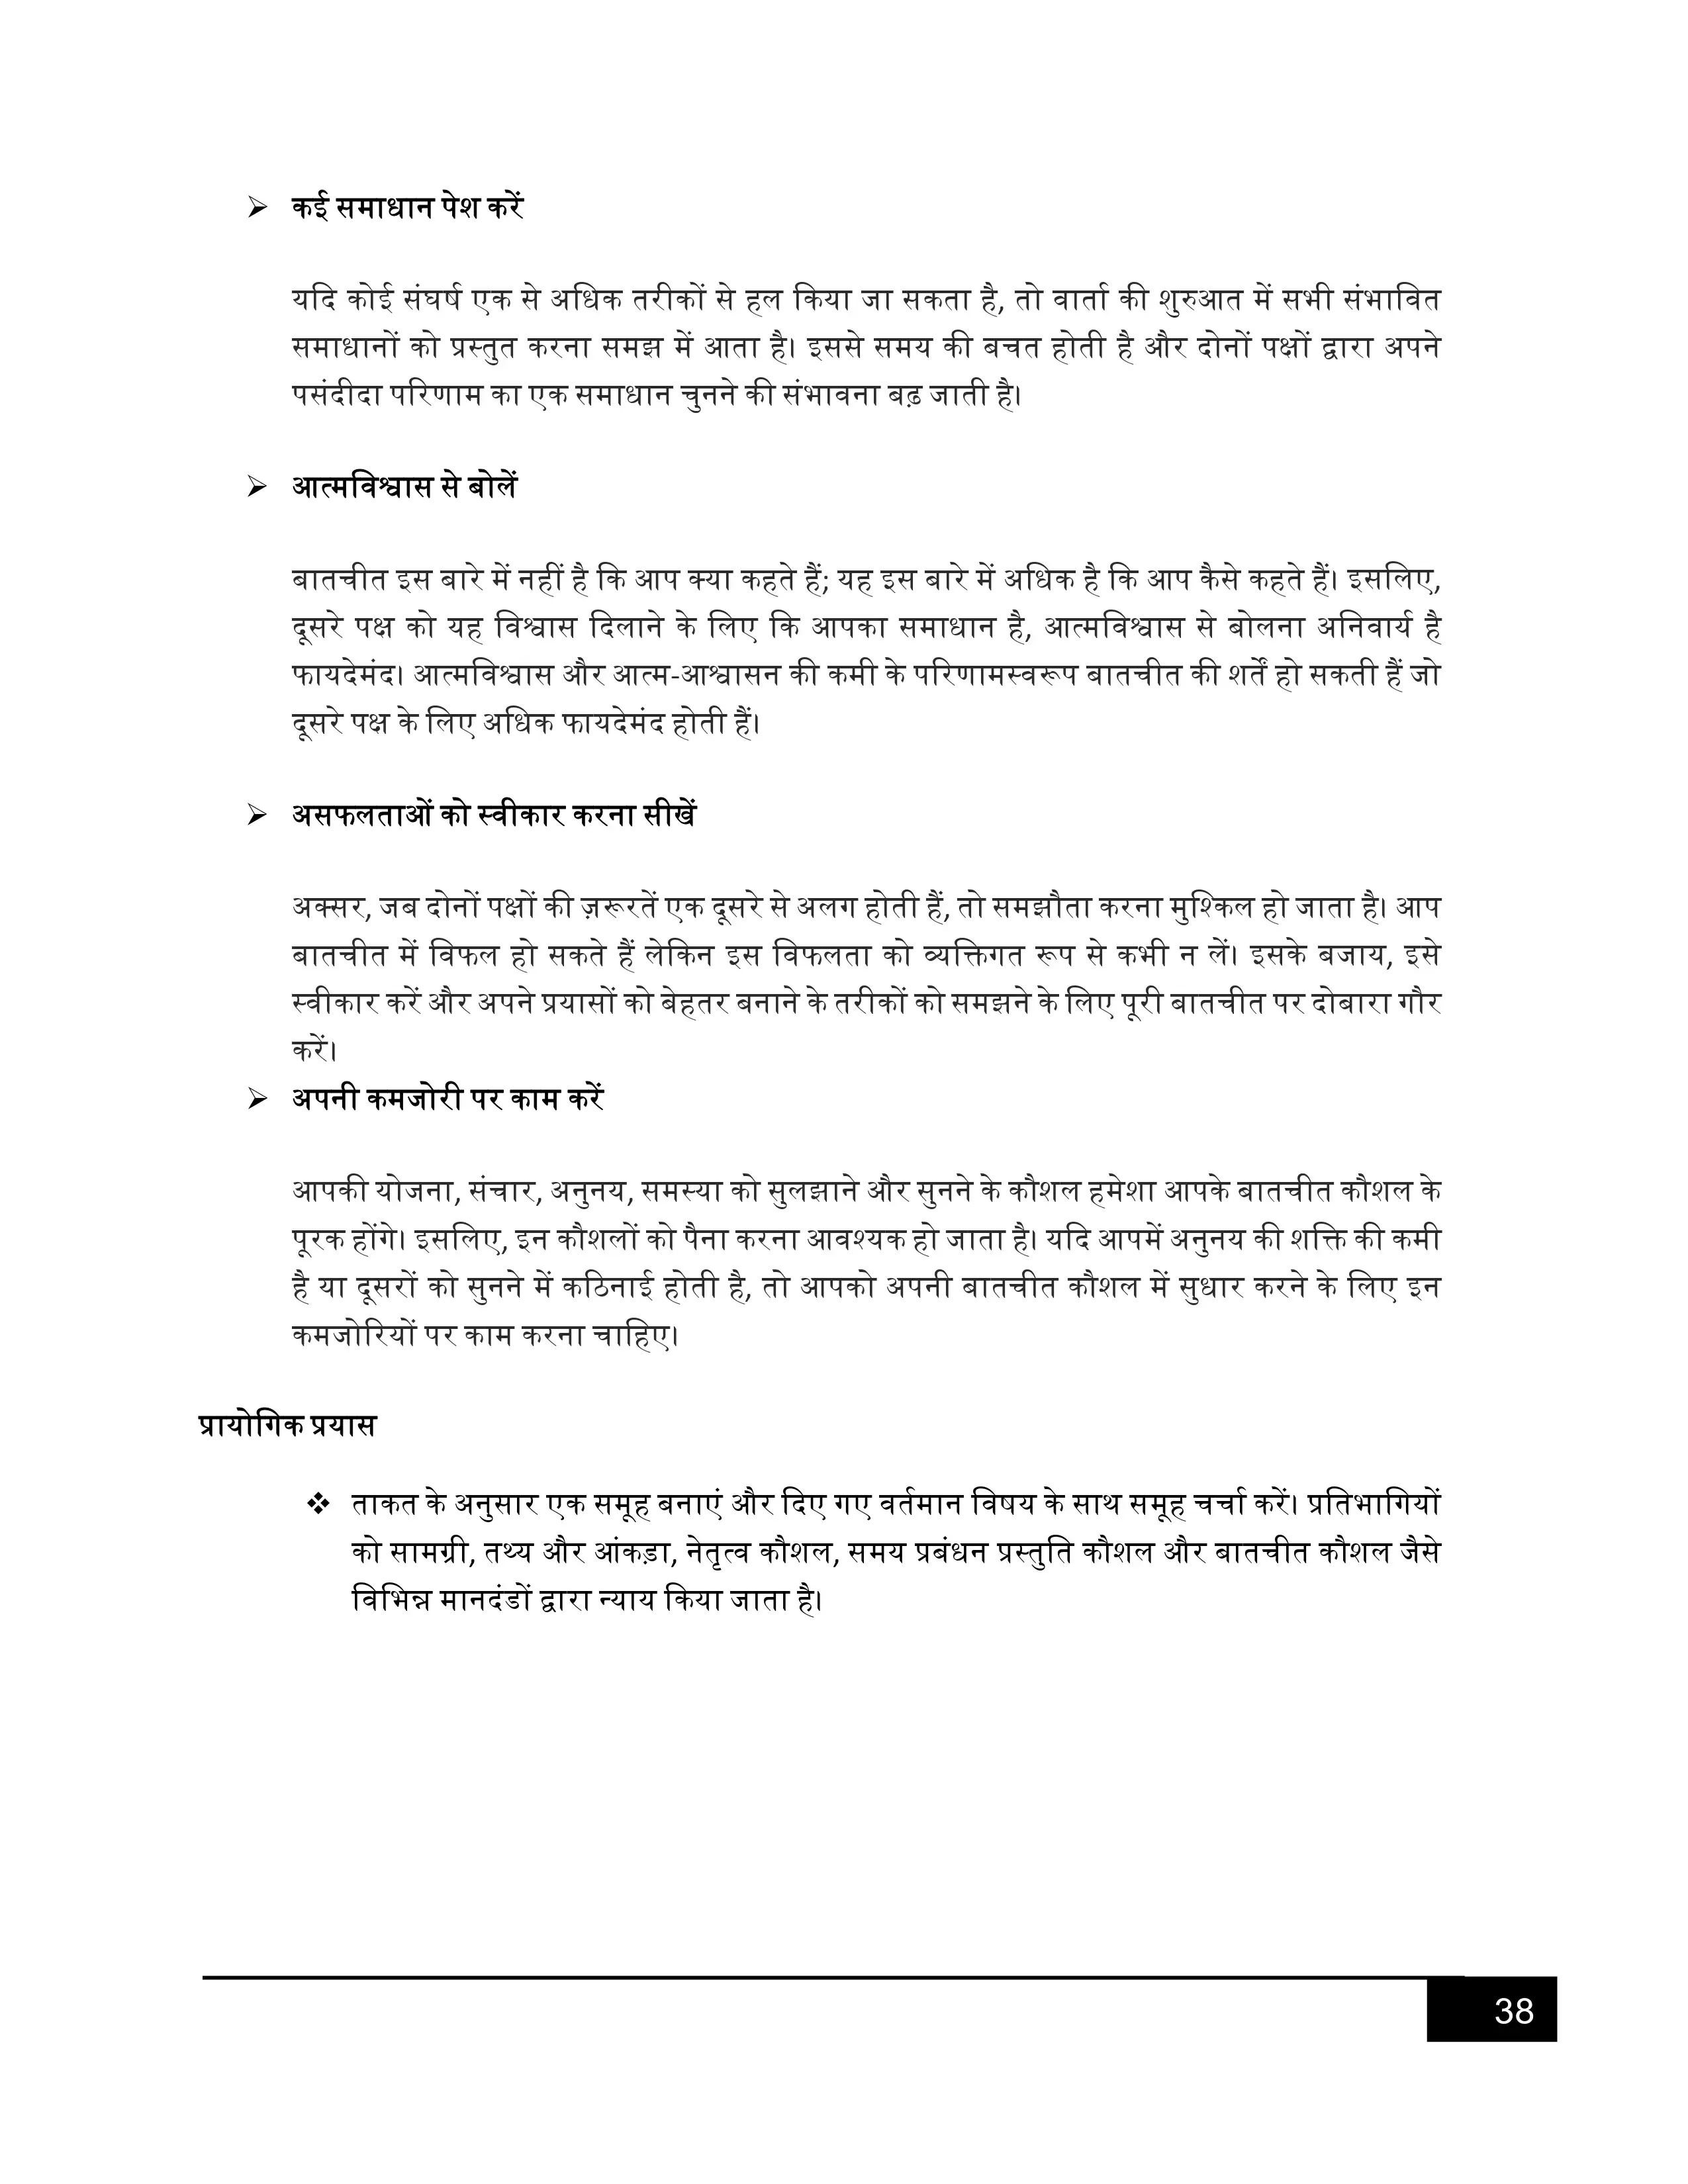 ➢ कई समाधान पेश करें
यदि कोई संघर्ष एक से अधिक तरीकों से हल किया जा सकता है, तो वार्ता की शुरुआत में सभी संभावित
समाधानों को प्रस्तुत करना समझ में आता है। इससे समय की बचत होती है और दोनों पक्षों द्वारा अपने
पसंदीदा परिणाम का एक समाधान चुनने की संभावना बढ़ जाती है।
➢ आत्मविश्वास से बोलें
बातचीत इस बारे में नहीं है कि आप क्या कहते हैं; यह इस बारे में अधिक है कि आप कैसे कहते हैं। इसलिए,
दूसरे पक्ष को यह विश्वास दिलाने के लिए कि आपका समाधान है, आत्मविश्वास से बोलना अनिवार्य है
फायदेमंद। आत्मविश्वास और आत्म-आश्वासन की कमी के परिणामस्वरूप बातचीत की शर्तें हो सकती हैं जो
दूसरे पक्ष के लिए अधिक फायदेमंद होती हैं।
➢ असफलताओं को स्वीकार करना सीखें
अक्सर, जब दोनों पक्षों की ज़रूरतें एक दूसरे से अलग होती हैं, तो समझौता करना मुश्किल हो जाता है। आप
बातचीत में विफल हो सकते हैं लेकिन इस विफलता को व्यक्तिगत रूप से कभी न लें। इसके बजाय, इसे
स्वीकार करें और अपने प्रयासों को बेहतर बनाने के तरीकों को समझने के लिए पूरी बातचीत पर दोबारा गौर
करें।
➢ अपनी कमजोरी पर काम करें
आपकी योजना, संचार, अनुनय, समस्या को सुलझाने और सुनने के कौशल हमेशा आपके बातचीत कौशल के
पूरक होंगे। इसलिए, इन कौशलों को पैना करना आवश्यक हो जाता है। यदि आपमें अनुनय की शक्ति की कमी
है या दूसरों को सुनने में कठिनाई होती है, तो आपको अपनी बातचीत कौशल में सुधार करने के लिए इन
कमजोरियों पर काम करना चाहिए।
प्रायोगिक प्रयास
❖ ताकत के अनुसार एक समूह बनाएं और दिए गए वर्तमान विषय के साथ समूह चर्चा करें। प्रतिभागियों
को सामग्री, तथ्य और आंकड़ा, नेतृत्व कौशल, समय प्रबंधन प्रस्तुति कौशल और बातचीत कौशल जैसे
विभिन्न मानदंडों द्वारा न्याय किया जाता है।
38